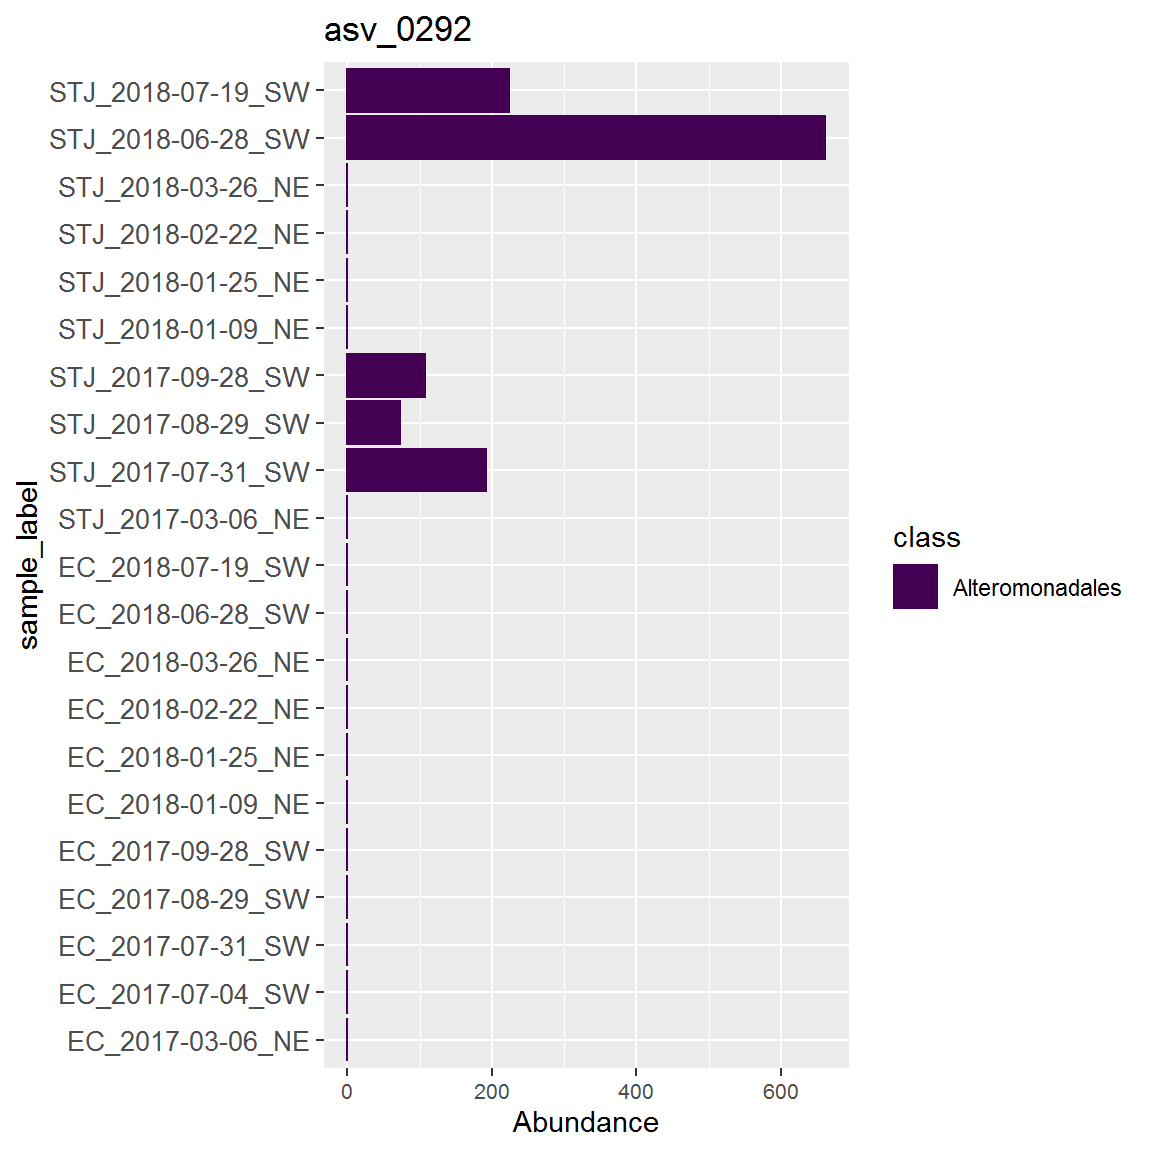 asv_0292
STJ_2018-07-19_SW
STJ_2018-06-28_SW
STJ_2018-03-26_NE
STJ_2018-02-22_NE
STJ_2018-01-25_NE
STJ_2018-01-09_NE
STJ_2017-09-28_SW
STJ_2017-08-29_SW
STJ_2017-07-31_SW
STJ_2017-03-06_NE
EC_2018-07-19_SW
EC_2018-06-28_SW
EC_2018-03-26_NE
EC_2018-02-22_NE
EC_2018-01-25_NE
EC_2018-01-09_NE
EC_2017-09-28_SW
EC_2017-08-29_SW
EC_2017-07-31_SW
EC_2017-07-04_SW
EC_2017-03-06_NE
sample_label
0 200 400 600
Abundance
class
Alteromonadales